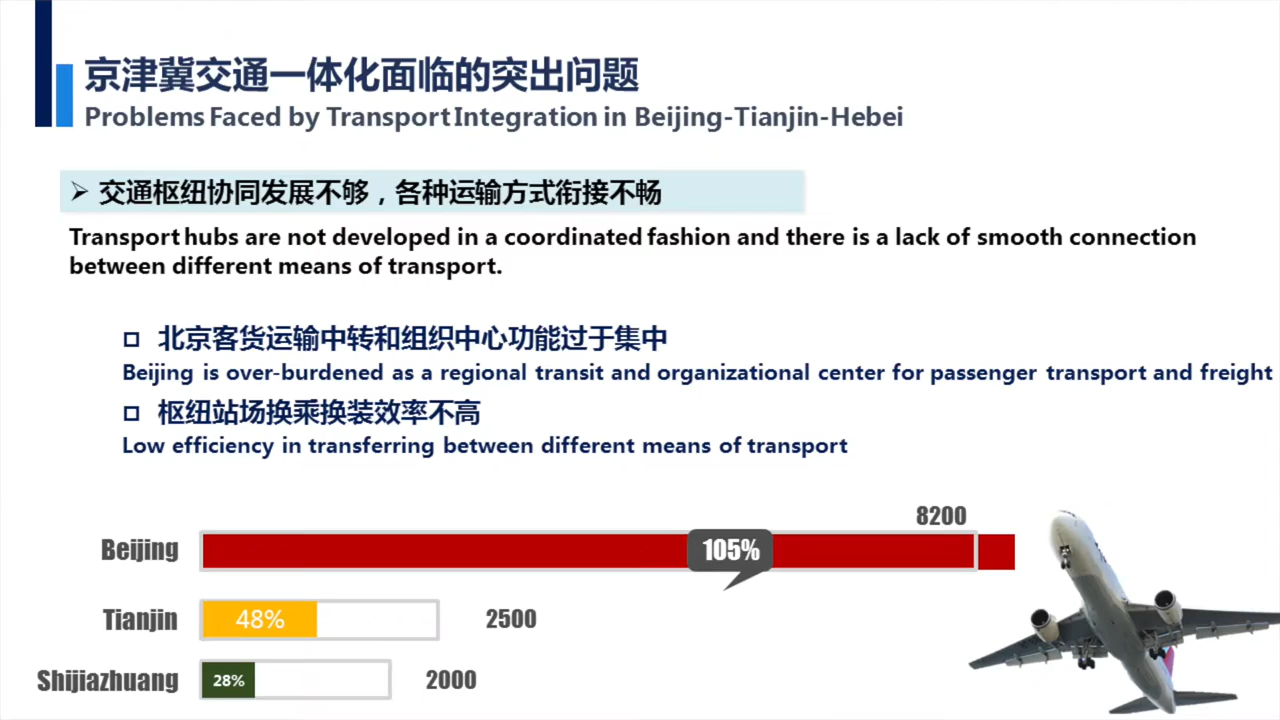 京津冀交通一体化面临的突出问题
Problems Faced by Transport Integration in Beijing-Tianjin-Hebei
交通枢纽协同发展不够，各种运输方式衔接不畅
Transport hubs are not developed in a coordinated fashion and there is a lack of smooth connection
between different means of transport.
北京客货运输中转和组织中心功能过于集中
Beijing is over-burdened as a regional transit and organizational center for passenger transport and freight
枢纽站场换乘换装效率不高
Low efficiency in transferring between different means of transport
8200
Beijing 105%
Tianjin 48% 2500
Shijiazhuang 28% 2000